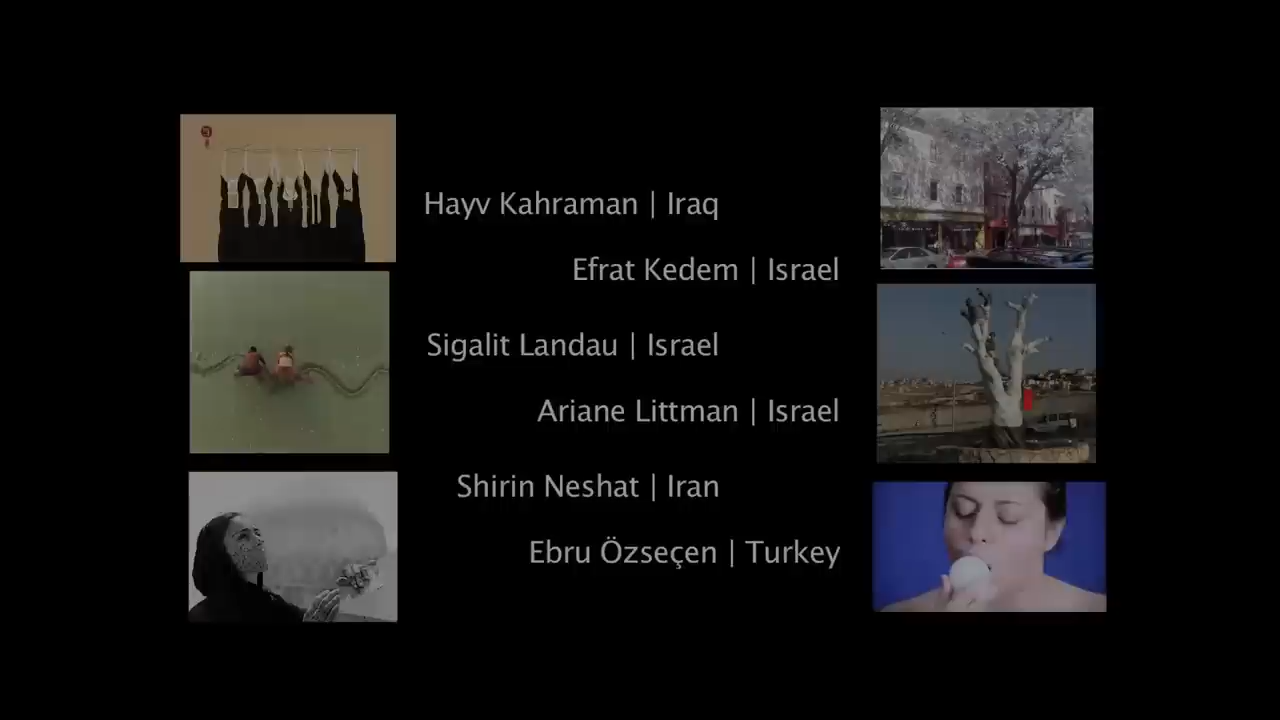 Hayv Kahraman | Iraq
Efrat Kedem | Israel
Sigalit Landau | Israel
Ariane Littman | Israel
Shirin Neshat | Iran
Ebru Özseçen | Turkey